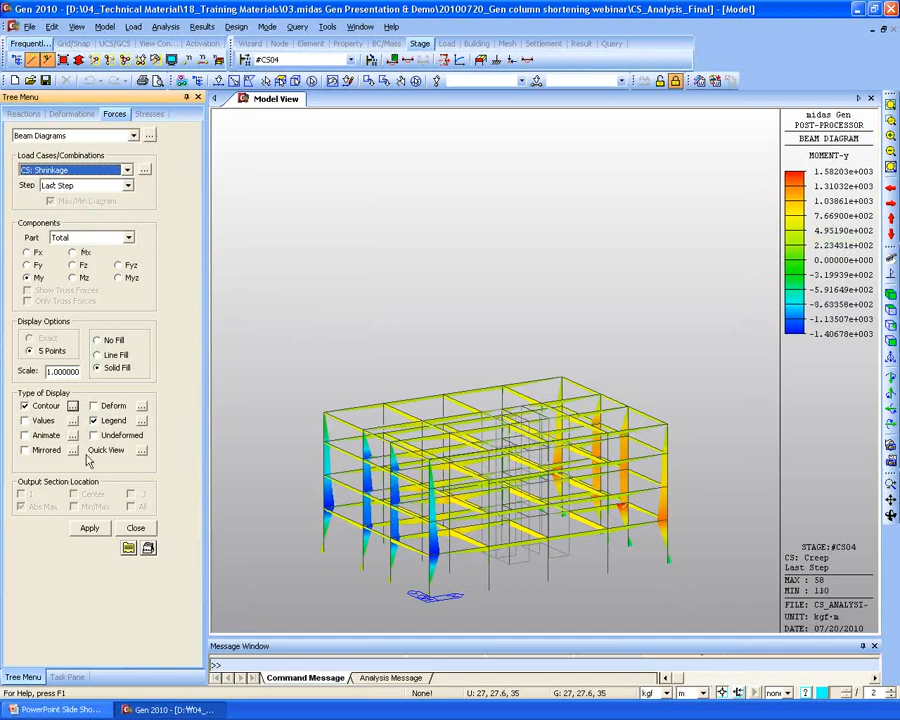 Gen 2010 - [D:\04_Technical Material\18_Training Materials\03.midas Gen Presentation & Demo\20100720_Gen column shortening webinar\CS_Analysis_Final] - [Model]
File Edit View Model Load Analysis Results Design Mode Query Tools Window Help
Frequentl... Grid/Snap UCS/GCS View Con... Activation Wizard Node Element Property BC/Mass Stage Load Settlement Result Query
#CS04
Tree Menu
Model View
Reactions Deformations Forces Stresses
Beam Diagrams
Load Cases/Combinations
CS: Shrinkage
Step Last Step
Max/Min Diagram
Components
Part Total
Fx Mx
Fy Fz Fyz
My Mz Myz
Show Truss Forces
Only Truss Forces
Display Options
Exact
5 Points
No Fill
Line Fill
Solid Fill
Scale: 1.000000
Type of Display
Contour ... Deform ...
Values ... Legend ...
Animate ... Undeformed
Mirrored ... Quick View ...
Output Section Location
I Center J
Abs Max Min/Max All
Apply Close
midas Gen
POST-PROCESSOR
BEAM DIAGRAM
MOMENT-y
1.58203e+003
1.31032e+003
1.03861e+003
7.66900e+002
4.95190e+002
2.23481e+002
0.00000e+000
-3.19939e+002
-5.91649e+002
-8.63358e+002
-1.13507e+003
-1.40678e+003
STAGE:#CS04
CS: Creep
Last Step
MAX : 58
MIN : 110
FILE: CS_ANALYSI~
UNIT: kgf·m
DATE: 07/20/2010
Message Window
>>
Command Message Analysis Message
Tree Menu Task Pane
For Help, press F1
None! U: 27, 27.6, 35 G: 27, 27.6, 35 kgf m none / 2
PowerPoint Slide Sho... Gen 2010 - [D:₩04_...